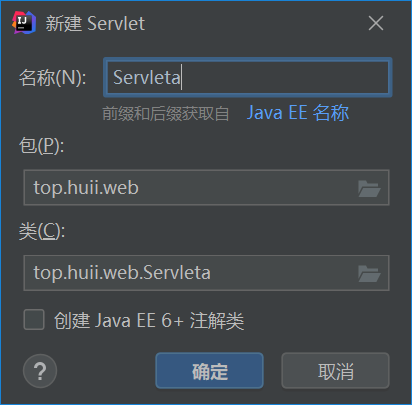 新建 Servlet
名称(N): Servleta
前缀和后缀获取自 Java EE 名称
包(P):
top.huii.web
类(C):
top.huii.web.Servleta
创建 Java EE 6+ 注解类
? 确定 取消